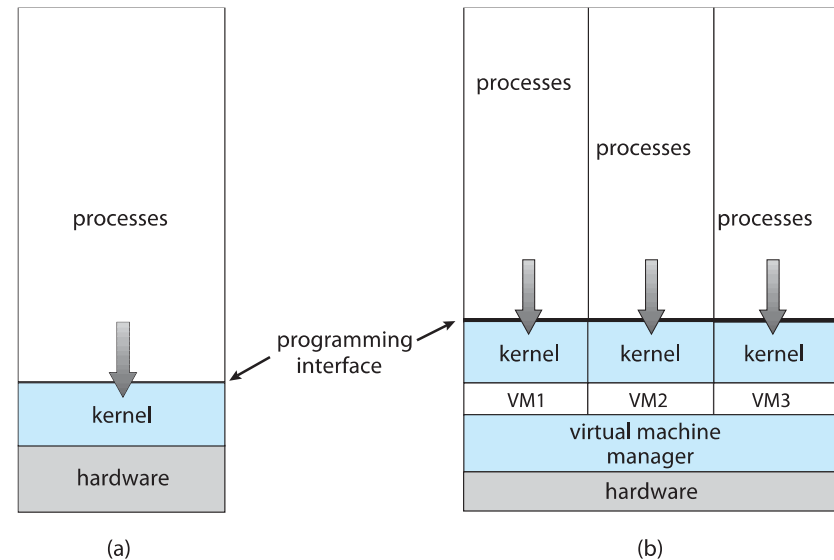 processes
kernel
hardware
(a)
programming
interface
processes
processes
processes
kernel
kernel
kernel
VM1
VM2
VM3
virtual machine
manager
hardware
(b)